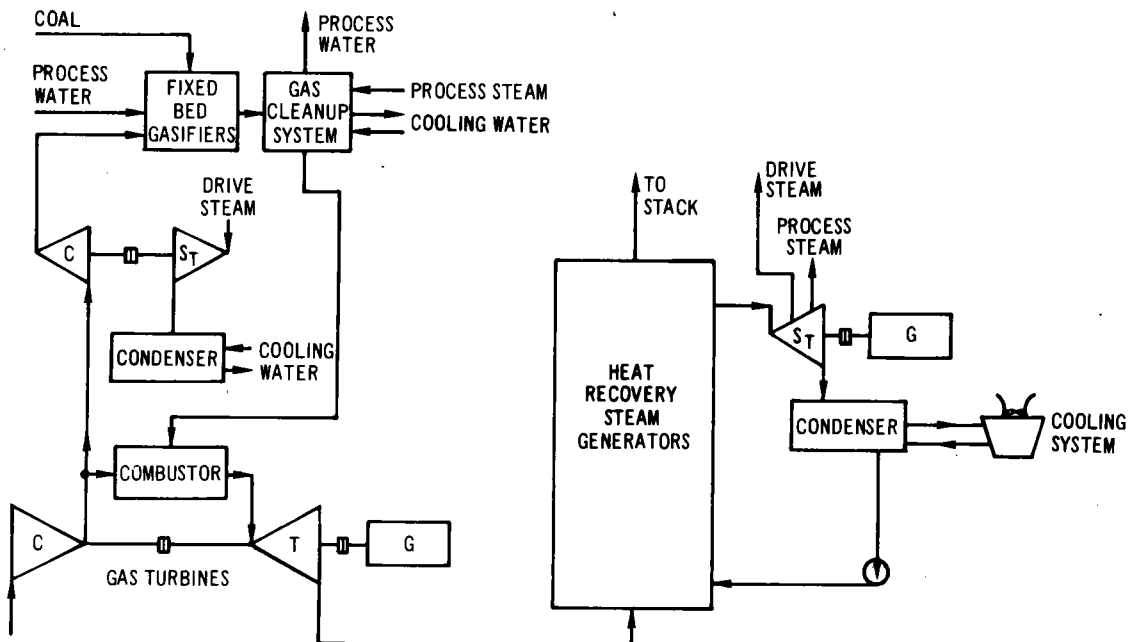 COAL
PROCESS
WATER
FIXED
BED
GASIFIERS
PROCESS
WATER
GAS
CLEANUP
SYSTEM
PROCESS STEAM
COOLING WATER
DRIVE
STEAM
C
ST
CONDENSER
COOLING
WATER
COMBUSTOR
C
T
G
GAS TURBINES
TO
STACK
DRIVE
STEAM
PROCESS
STEAM
ST
G
HEAT
RECOVERY
STEAM
GENERATORS
CONDENSER
COOLING
SYSTEM